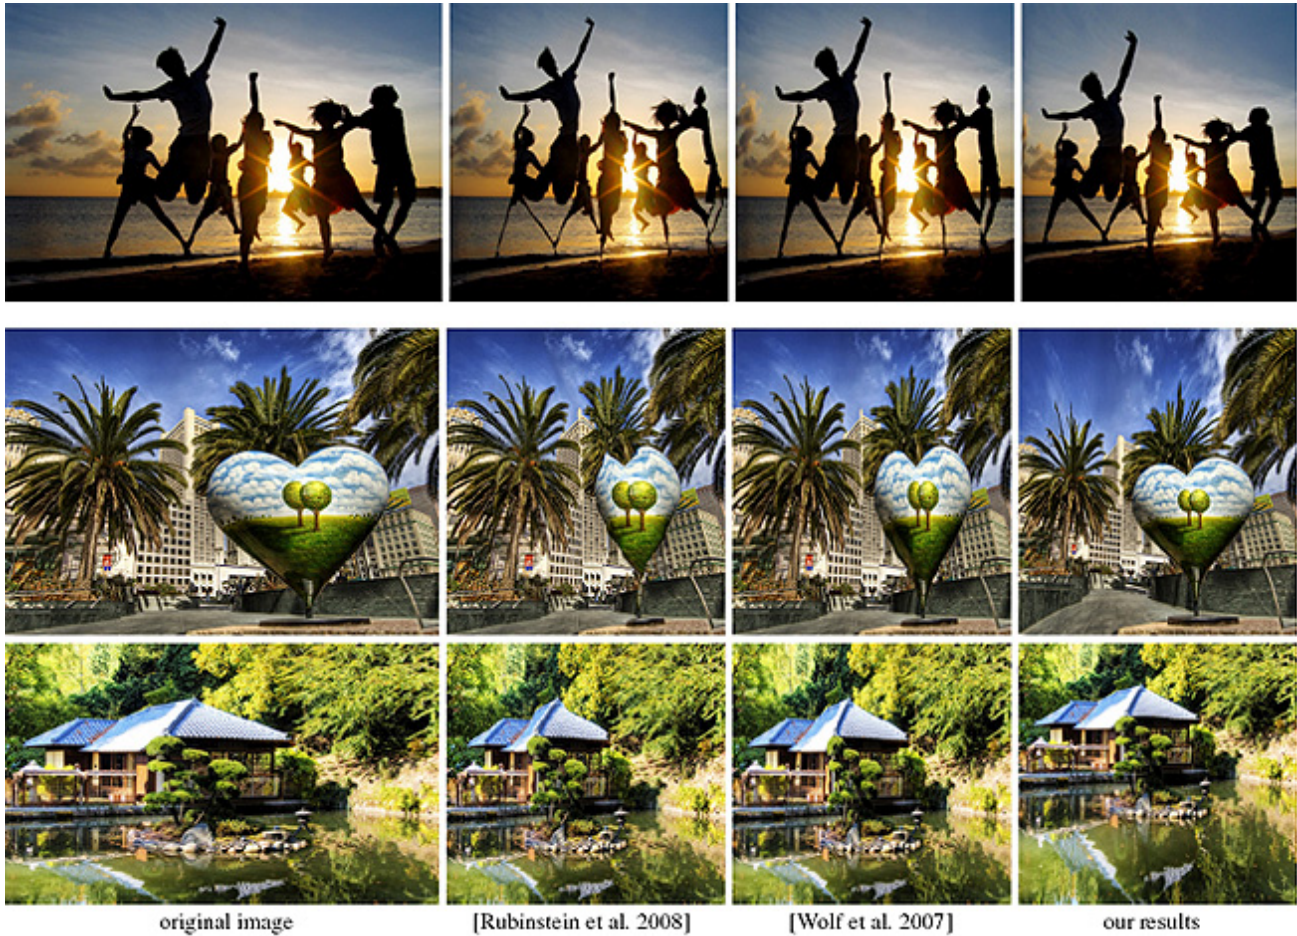 original image
[Rubinstein et al. 2008]
[Wolf et al. 2007]
our results